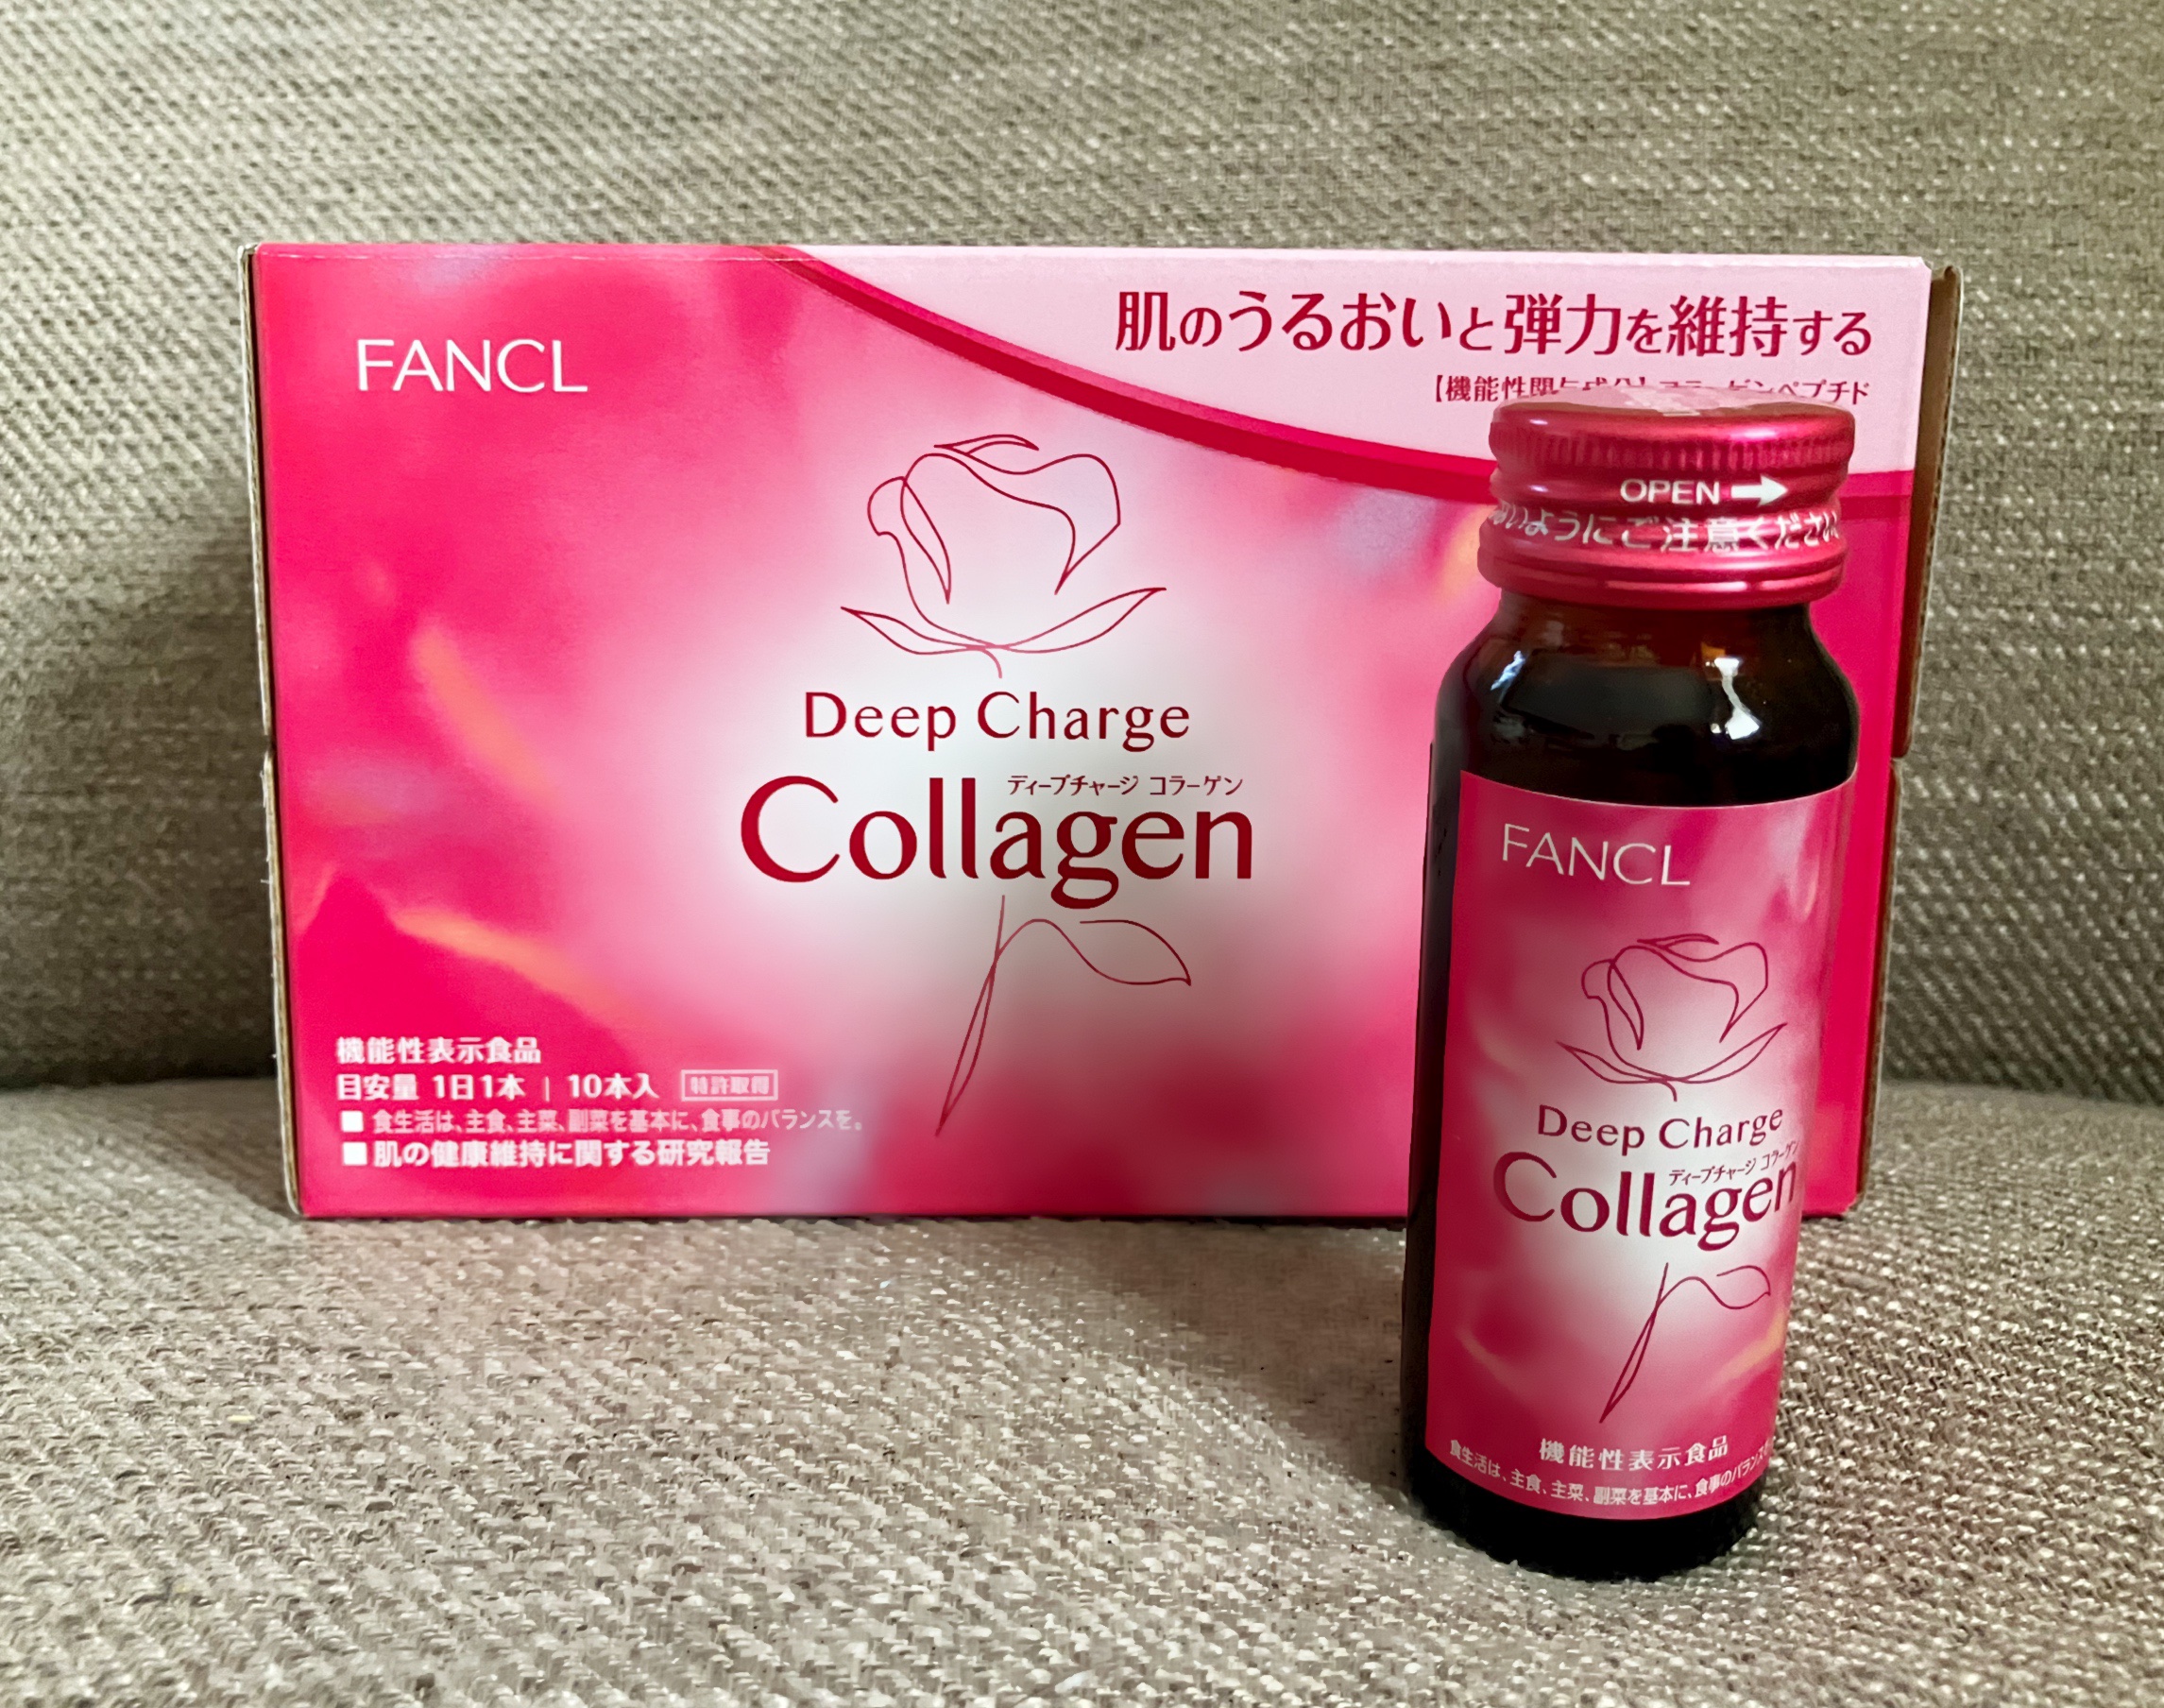 FANCL
肌のうるおいと弾力を維持する
【機能性関与成分】コラーゲンペプチド
Deep Charge
ディープチャージ コラーゲン
Collagen
機能性表示食品
目安量 1日1本 | 10本入 特許取得
■ 食生活は、主食、主菜、副菜を基本に、食事のバランスを。
■ 肌の健康維持に関する研究報告
OPEN
ないようにご注意ください
FANCL
Deep Charge
ディープチャージ コラーゲン
Collagen
機能性表示食品
食生活は、主食、主菜、副菜を基本に、食事のバランス